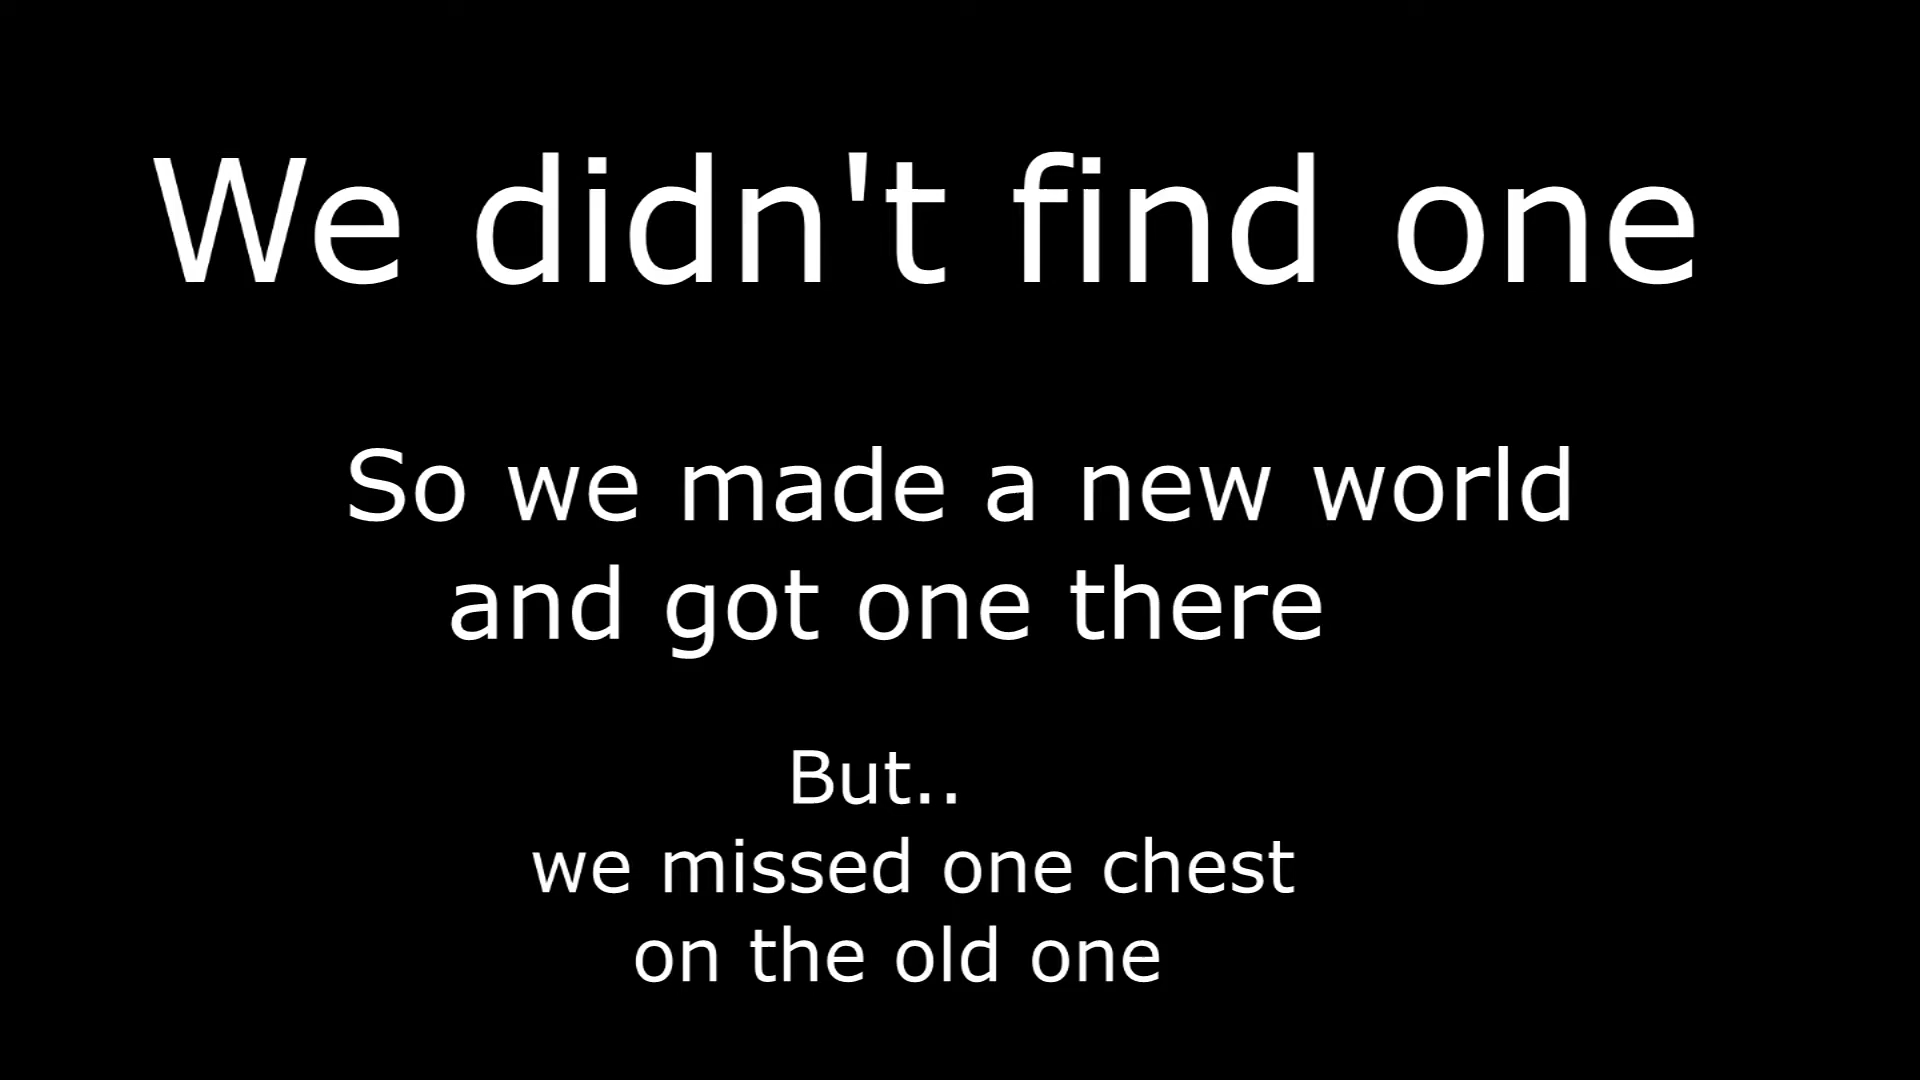 We didn't find one
So we made a new world
and got one there
But..
we missed one chest
on the old one